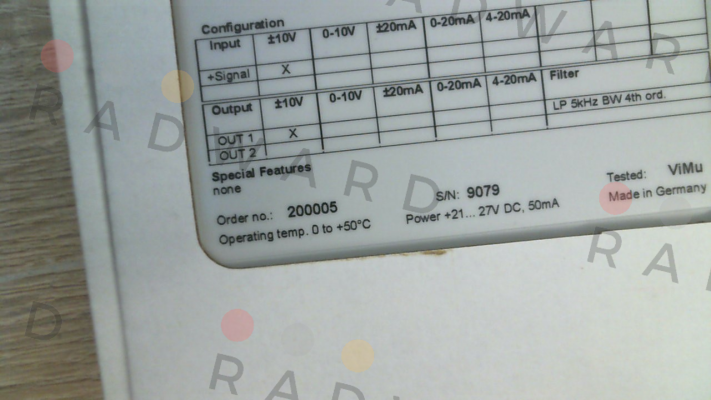 Configuration
Input ±10V 0-10V ±20mA 0-20mA 4-20mA
+Signal X
Output ±10V 0-10V ±20mA 0-20mA 4-20mA Filter
LP 5kHz BW 4th ord.
OUT 1 X
OUT 2
Special Features
none
Order no.: 200005 S/N: 9079 Tested: ViMu
Operating temp. 0 to +50°C Power +21... 27V DC, 50mA Made in Germany
RADWARD
RADWARD